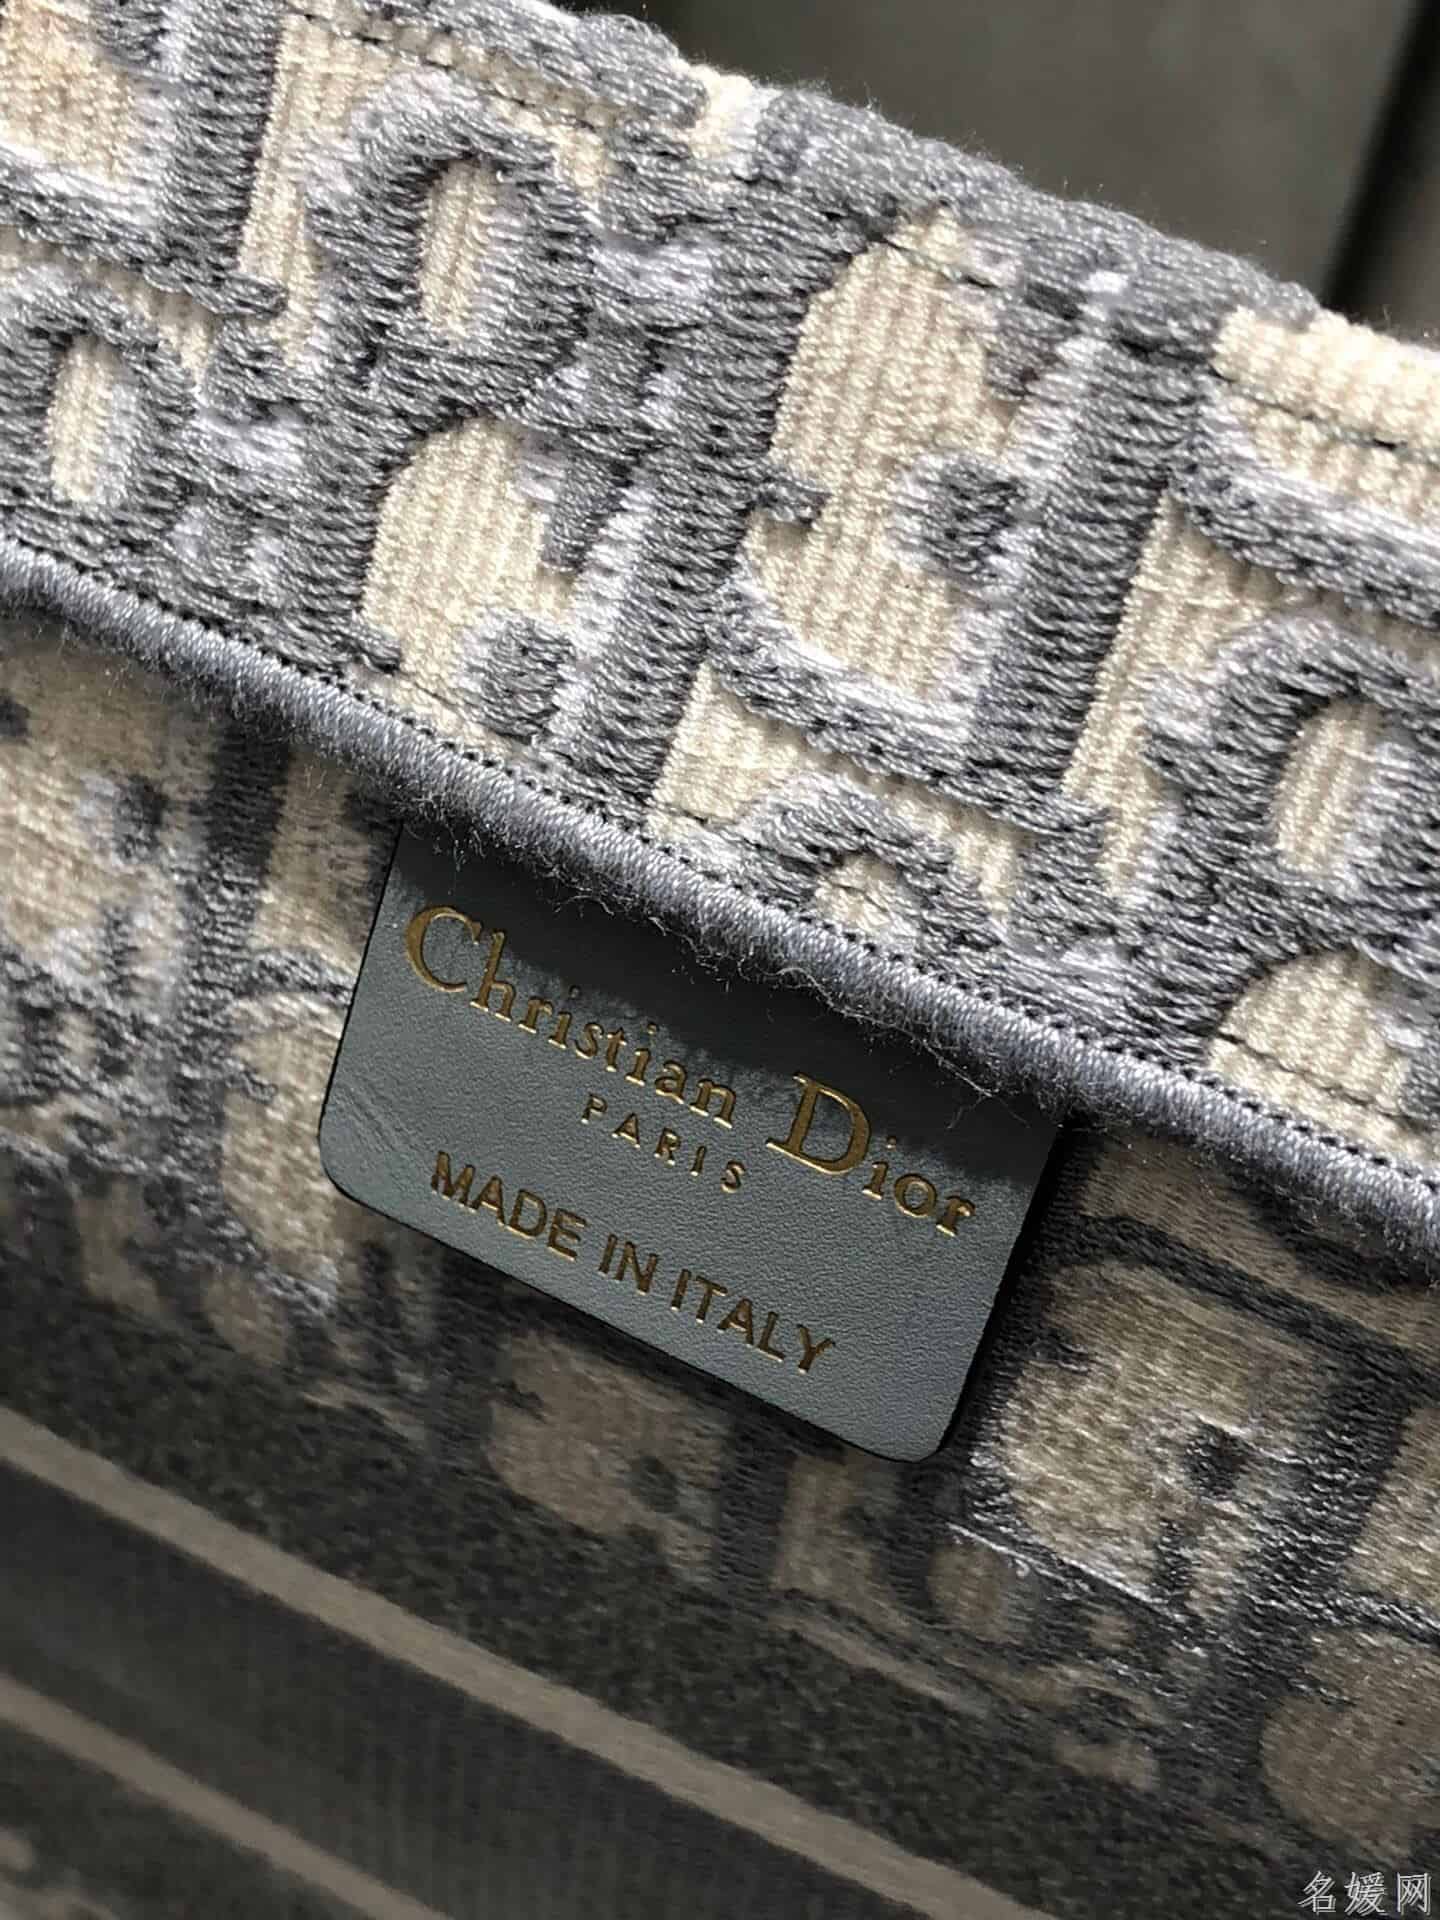 Christian Dior
PARIS
MADE IN ITALY
名媛网